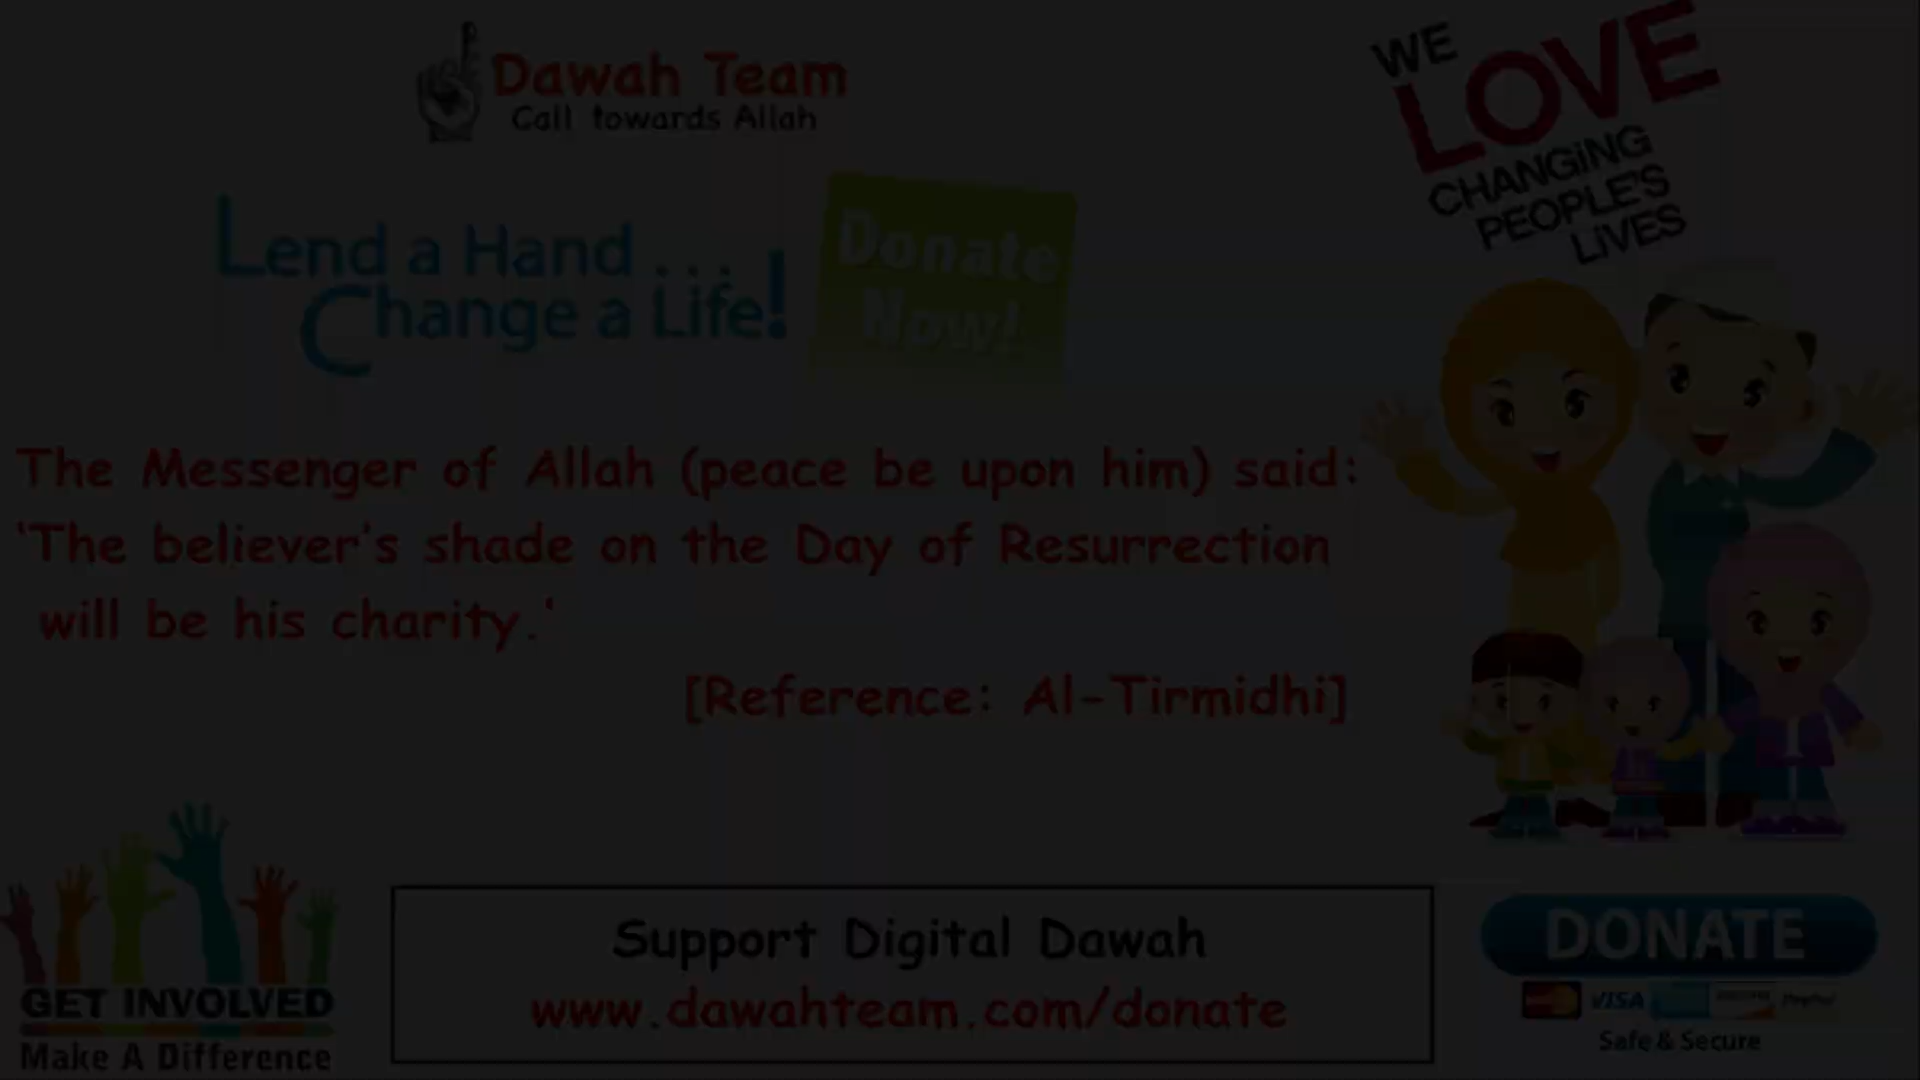 Dawah Team
Call towards Allah
WE
LOVE
CHANGiNG
PEOPLE'S
LiVES
Lend a Hand ...
Change a Life!
Donate
Now!
The Messenger of Allah (peace be upon him) said:
'The believer's shade on the Day of Resurrection
will be his charity.'
[Reference: Al-Tirmidhi]
GET INVOLVED
Make A Difference
Support Digital Dawah
www.dawahteam.com/donate
DONATE
VISA
PayPal
Safe & Secure